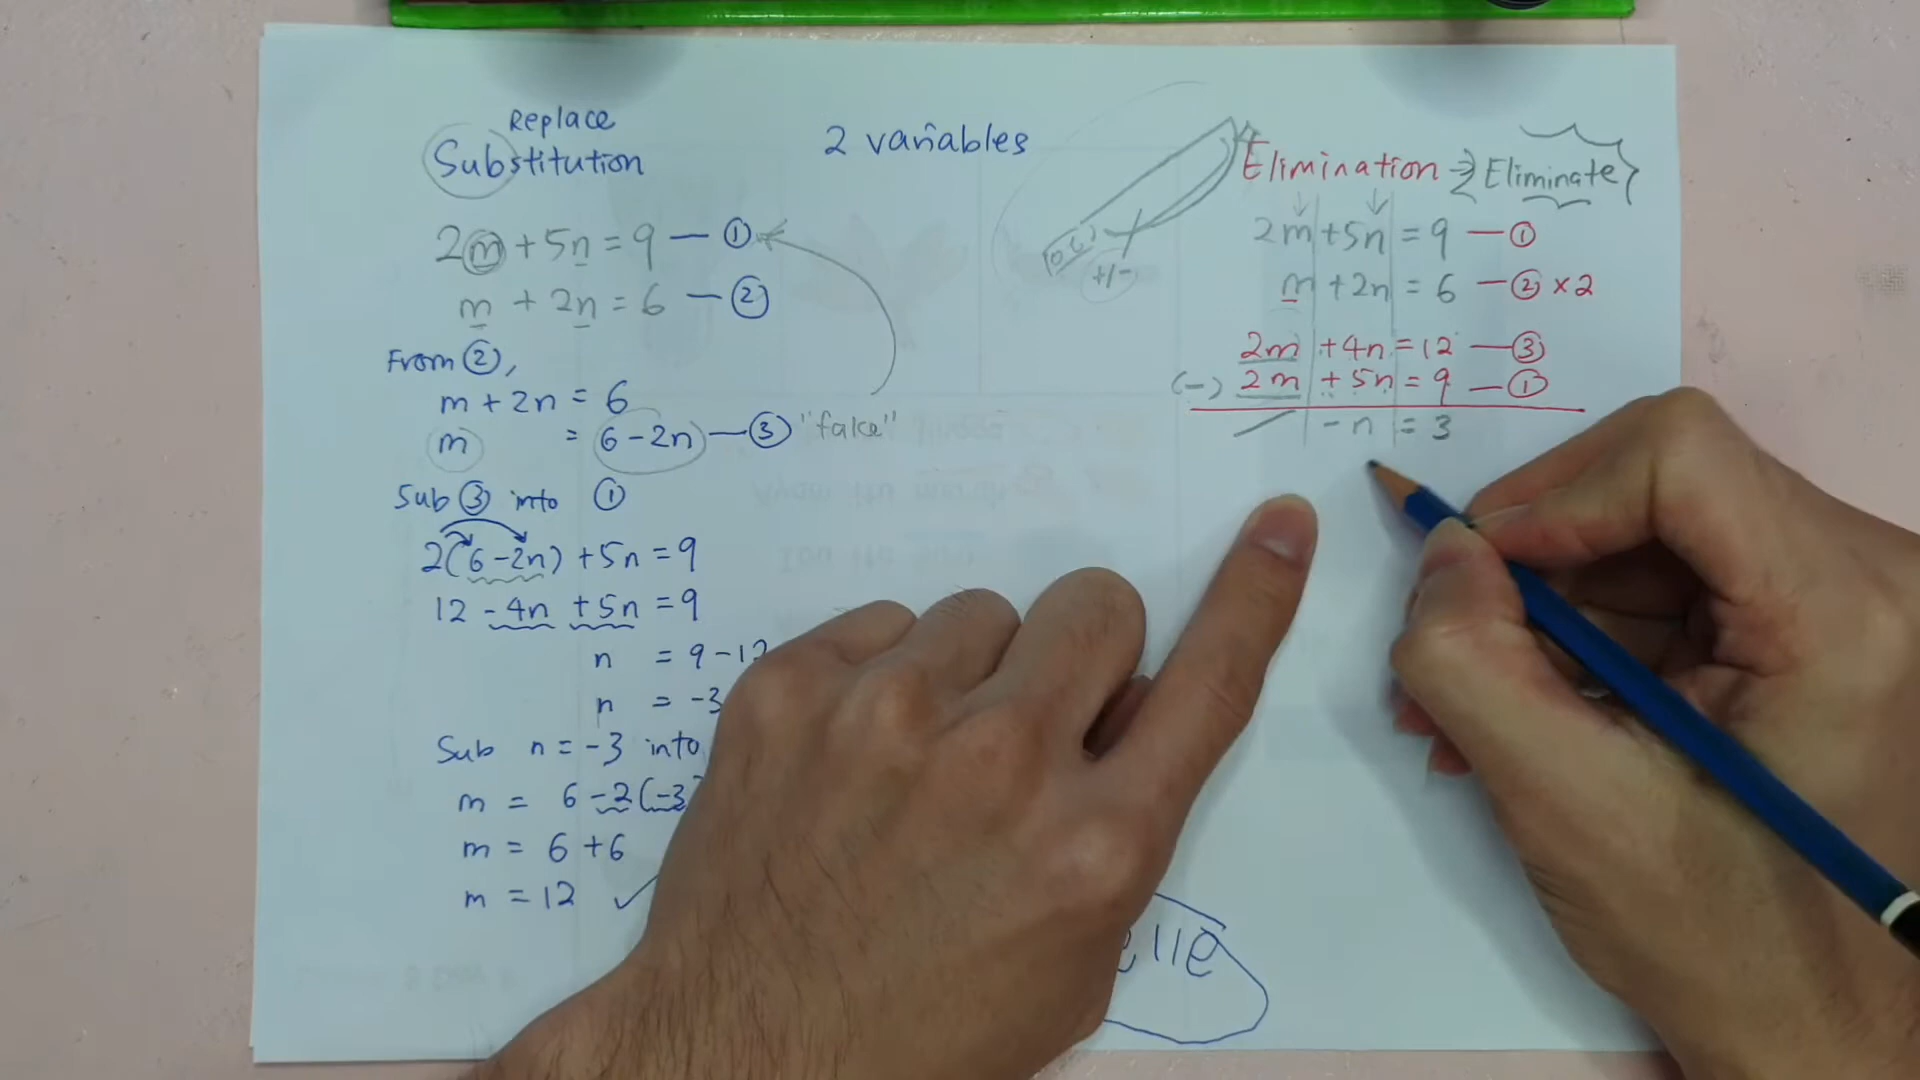 Replace
Substitution
2m + 5n = 9 — ①
m + 2n = 6 — ②
From ②,
m + 2n = 6
m = 6 - 2n — ③ "fake"
Sub ③ into ①
2(6 - 2n) + 5n = 9
12 - 4n + 5n = 9
n = 9 - 12
n = -3
Sub n = -3 into
m = 6 - 2(-3
m = 6 + 6
m = 12 ✓
2 variables
+/-
Elimination → Eliminate
2m + 5n = 9 — ①
m + 2n = 6 — ② × 2
2m + 4n = 12 — ③
(-) 2m + 5n = 9 — ①
- n = 3